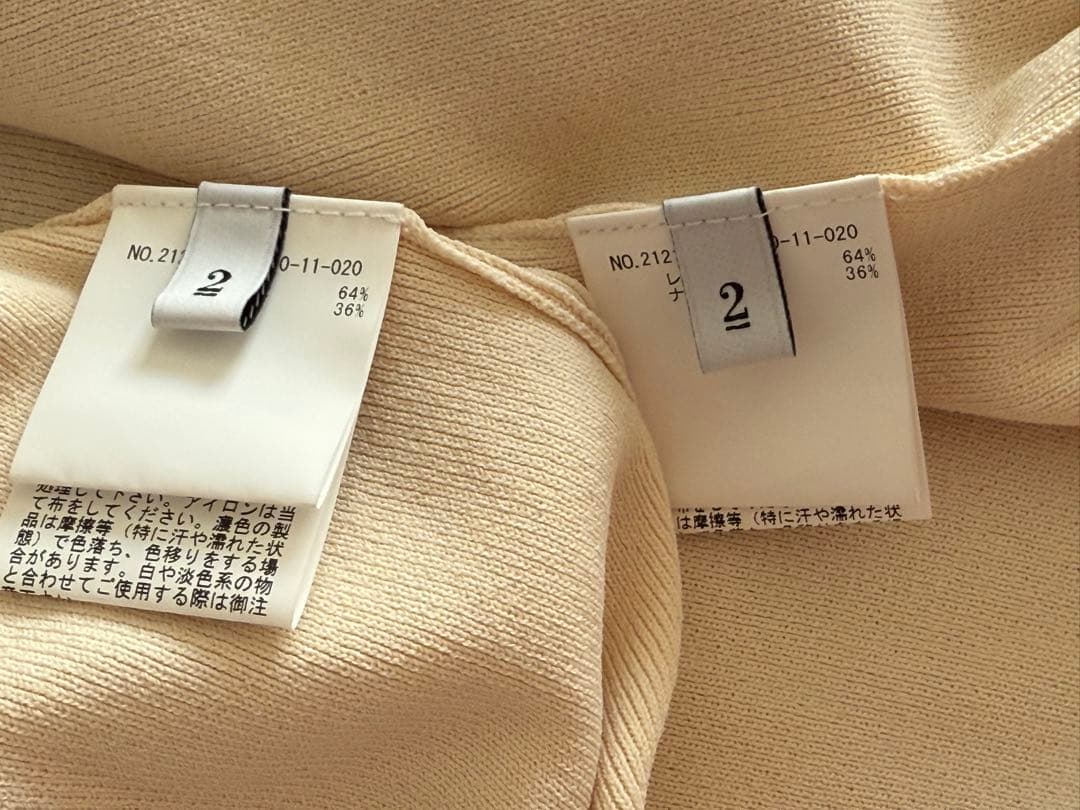 NO.212
0-11-020
2
64%
36%
処理して下さい。アイロンは当
て布をしてください。濃色の製
品は摩擦等（特に汗や濡れた状
態）で色落ち、色移りをする場
合があります。白や淡色系の物
と合わせてご使用する際は御注
NO.212
0-11-020
レ
ナ
2
64%
36%
は摩擦等（特に汗や濡れた状